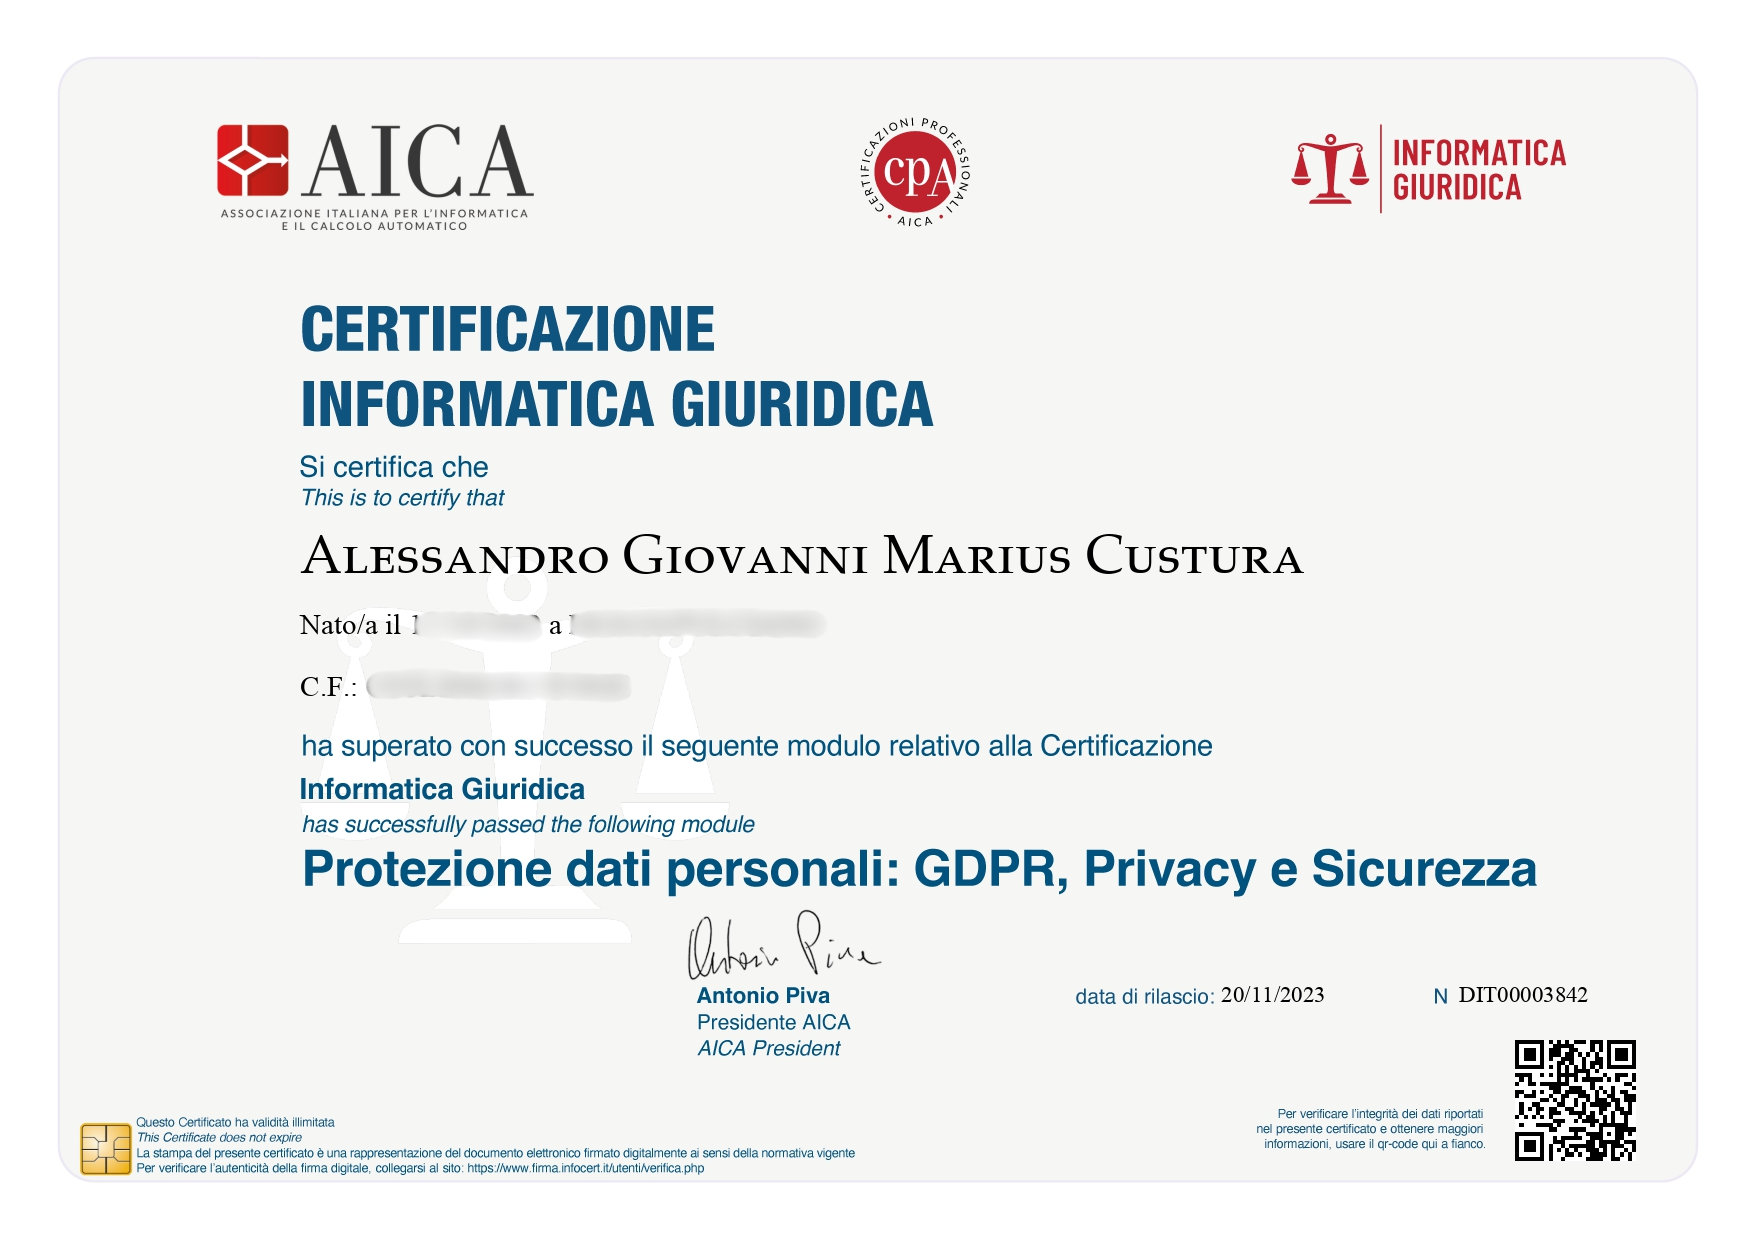 AICA
ASSOCIAZIONE ITALIANA PER L'INFORMATICA
E IL CALCOLO AUTOMATICO
CERTIFICAZIONI PROFESSIONALI
cpA
• AICA •
INFORMATICA
GIURIDICA
CERTIFICAZIONE
INFORMATICA GIURIDICA
Si certifica che
This is to certify that
Alessandro Giovanni Marius Custura
Nato/a il a
C.F.:
ha superato con successo il seguente modulo relativo alla Certificazione
Informatica Giuridica
has successfully passed the following module
Protezione dati personali: GDPR, Privacy e Sicurezza
Antonio Piva
Antonio Piva
Presidente AICA
AICA President
data di rilascio: 20/11/2023
N DIT00003842
Questo Certificato ha validità illimitata
This Certificate does not expire
La stampa del presente certificato è una rappresentazione del documento elettronico firmato digitalmente ai sensi della normativa vigente
Per verificare l'autenticità della firma digitale, collegarsi al sito: https://www.firma.infocert.it/utenti/verifica.php
Per verificare l'integrità dei dati riportati
nel presente certificato e ottenere maggiori
informazioni, usare il qr-code qui a fianco.